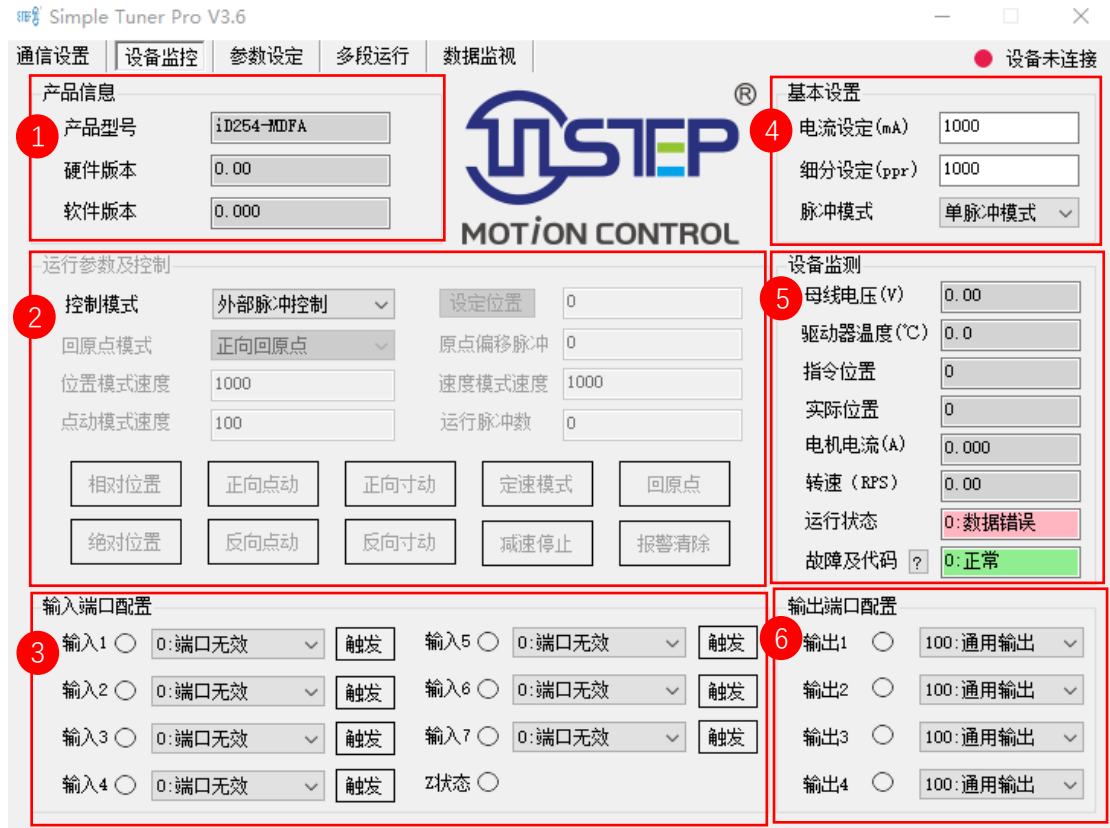 Simple Tuner Pro V3.6
通信设置 设备监控 参数设定 多段运行 数据监视 设备未连接
产品信息
1
产品型号 iD254-MDFA
硬件版本 0.00
软件版本 0.000
STEP ®
MOTiON CONTROL
基本设置
4
电流设定(mA) 1000
细分设定(ppr) 1000
脉冲模式 单脉冲模式
运行参数及控制
2
控制模式 外部脉冲控制 设定位置 0
回原点模式 正向回原点 原点偏移脉冲 0
位置模式速度 1000 速度模式速度 1000
点动模式速度 100 运行脉冲数 0
相对位置 正向点动 正向寸动 定速模式 回原点
绝对位置 反向点动 反向寸动 减速停止 报警清除
设备监测
5
母线电压(V) 0.00
驱动器温度(℃) 0.0
指令位置 0
实际位置 0
电机电流(A) 0.000
转速（RPS） 0.00
运行状态 0:数据错误
故障及代码 ? 0:正常
输入端口配置
3
输入1 0:端口无效 触发 输入5 0:端口无效 触发
输入2 0:端口无效 触发 输入6 0:端口无效 触发
输入3 0:端口无效 触发 输入7 0:端口无效 触发
输入4 0:端口无效 触发 Z状态
输出端口配置
6
输出1 100:通用输出
输出2 100:通用输出
输出3 100:通用输出
输出4 100:通用输出